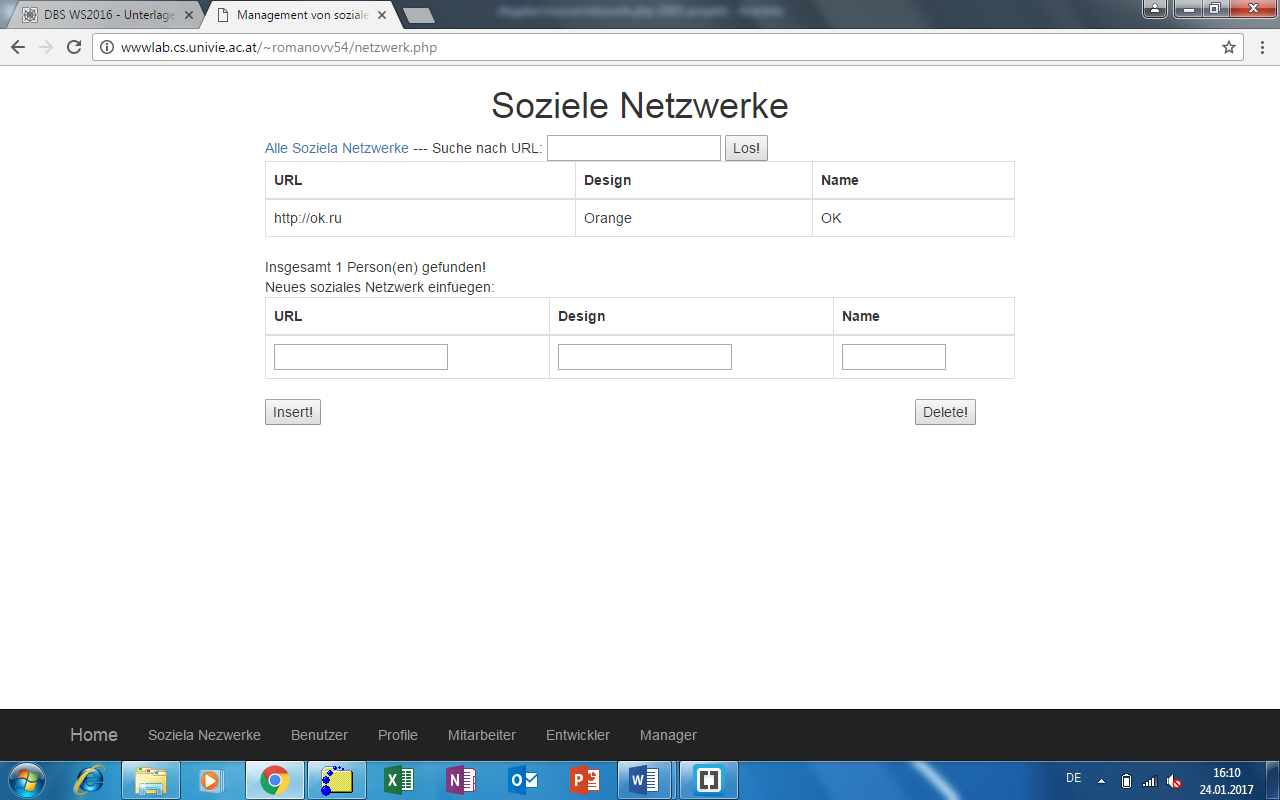 DBS WS2016 - Unterlage
Management von soziale
wwwlab.cs.univie.ac.at/~romanovv54/netzwerk.php
Soziele Netzwerke
Alle Soziela Netzwerke --- Suche nach URL: Los!
URL Design Name
http://ok.ru Orange OK
Insgesamt 1 Person(en) gefunden!
Neues soziales Netzwerk einfuegen:
URL Design Name
Insert! Delete!
Home Soziela Nezwerke Benutzer Profile Mitarbeiter Entwickler Manager
DE 16:10
24.01.2017